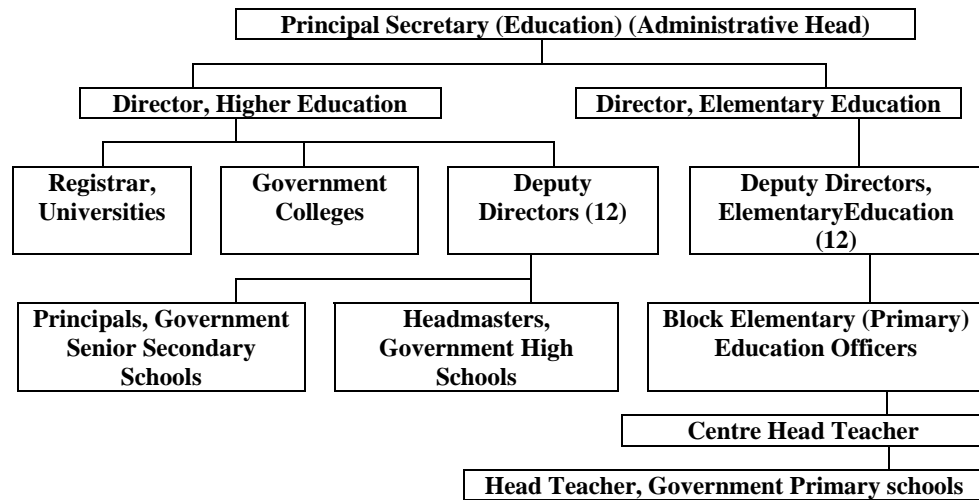 Principal Secretary (Education) (Administrative Head)
Director, Higher Education
Director, Elementary Education
Registrar,
Universities
Government
Colleges
Deputy
Directors (12)
Deputy Directors,
ElementaryEducation
(12)
Principals, Government
Senior Secondary
Schools
Headmasters,
Government High
Schools
Block Elementary (Primary)
Education Officers
Centre Head Teacher
Head Teacher, Government Primary schools